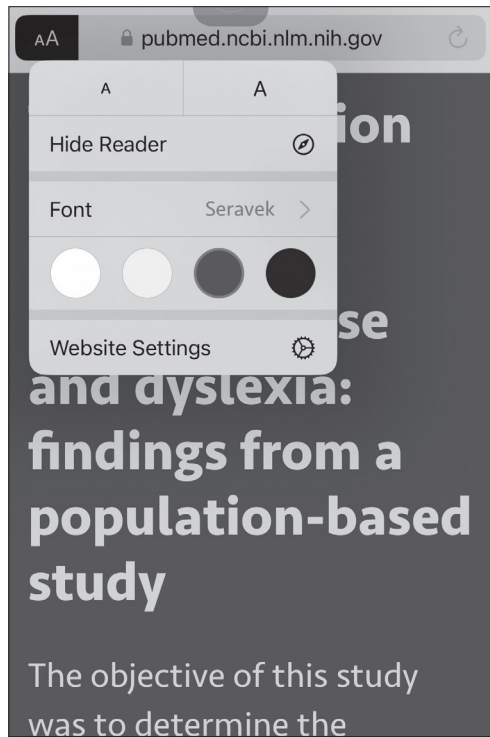 AA pubmed.ncbi.nlm.nih.gov
A A
ion
Hide Reader
Font Seravek
se
Website Settings
and dyslexia:
findings from a
population-based
study
The objective of this study
was to determine the